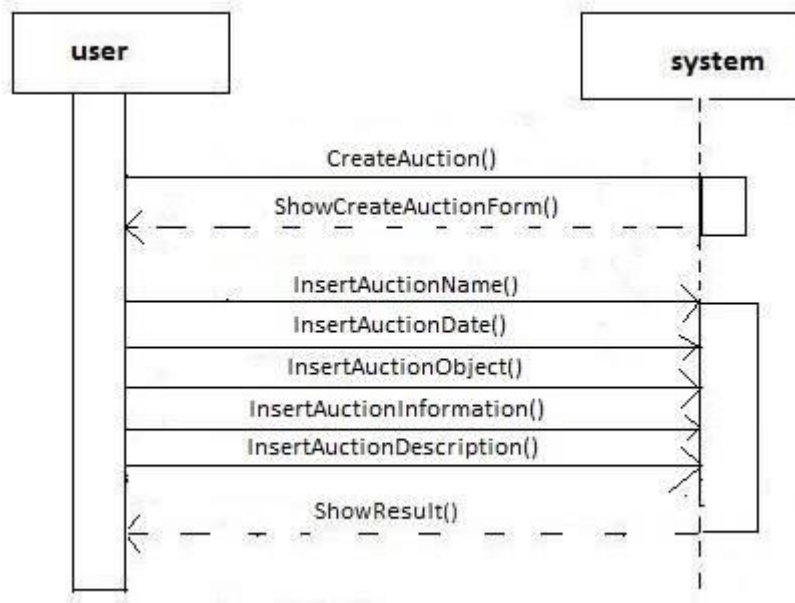 user
system
CreateAuction()
ShowCreateAuctionForm()
InsertAuctionName()
InsertAuctionDate()
InsertAuctionObject()
InsertAuctionInformation()
InsertAuctionDescription()
ShowResult()